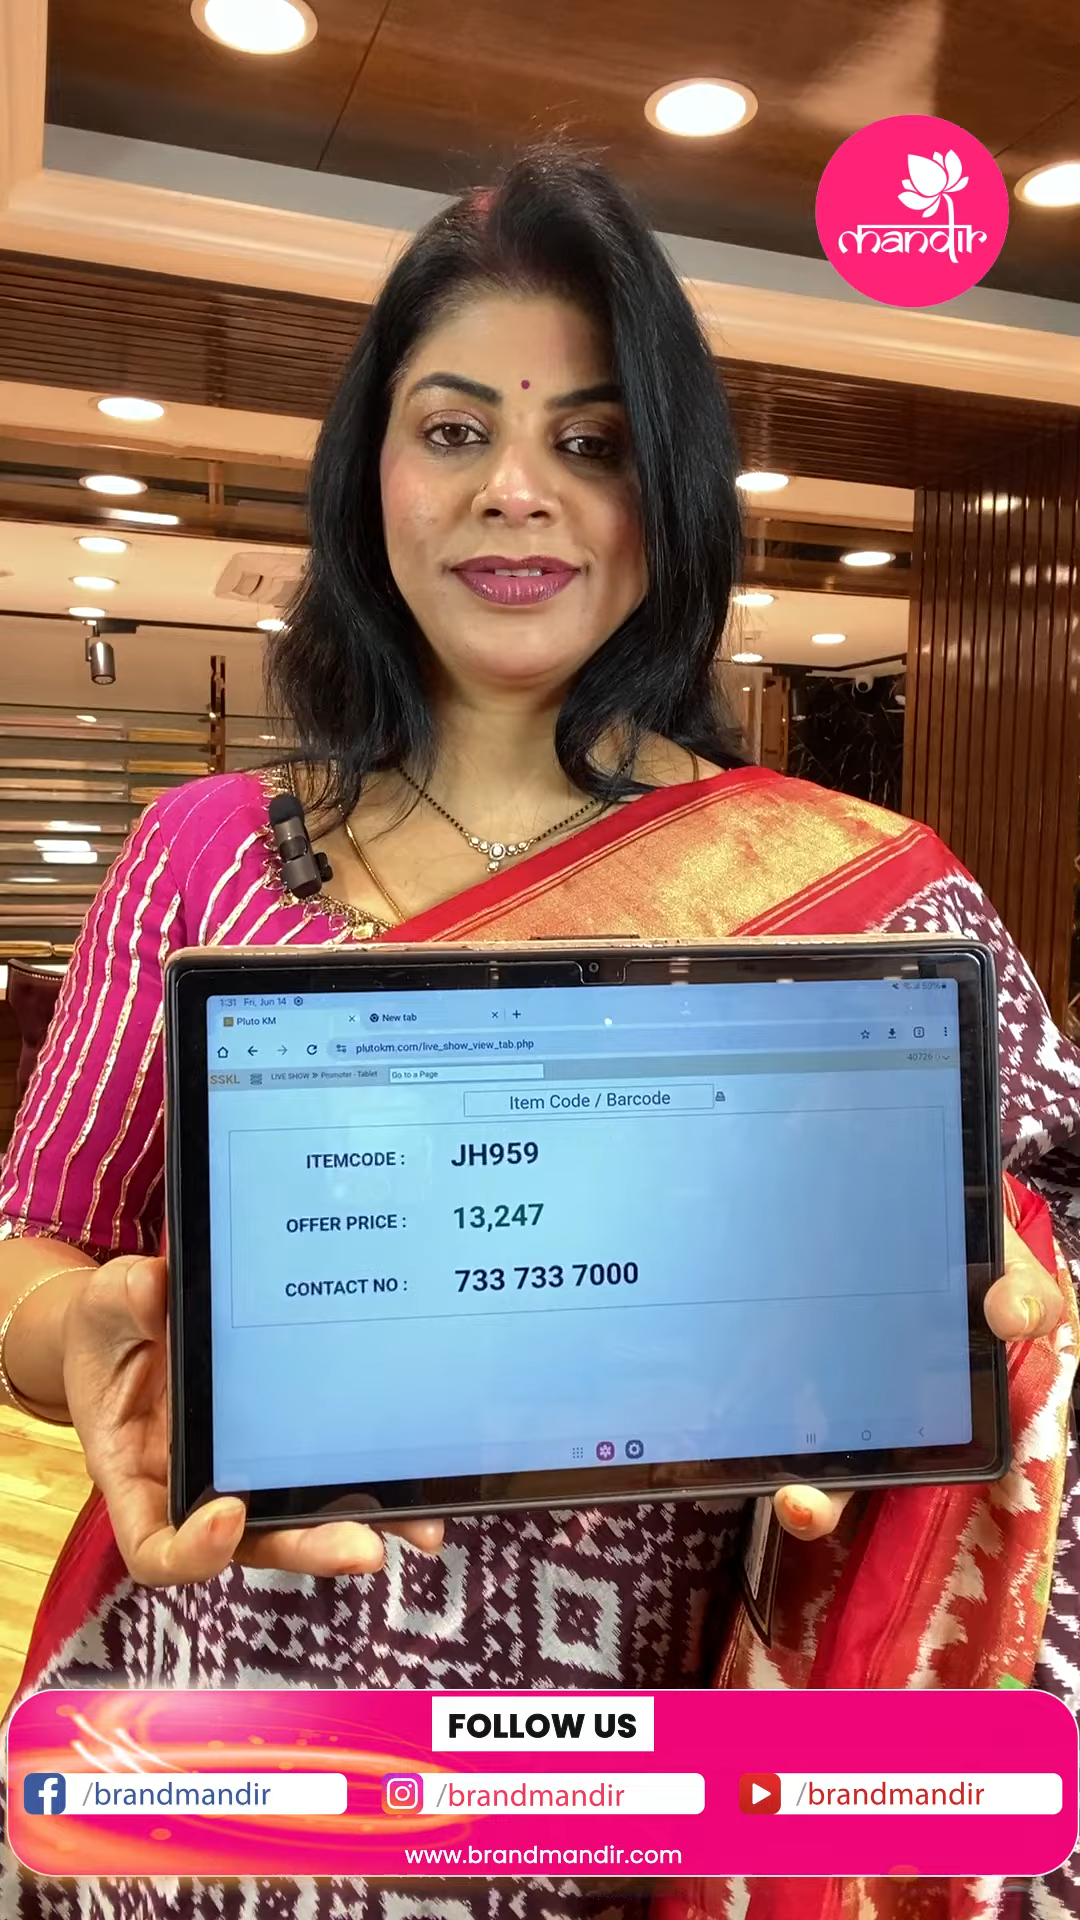 mandir
1:31 Fri, Jun 14
59%
Pluto KM
New tab
plutokm.com/live_show_view_tab.php
40726
SSKL
LIVE SHOW » Promoter - Tablet
Go to a Page
Item Code / Barcode
ITEMCODE : JH959
OFFER PRICE : 13,247
CONTACT NO : 733 733 7000
FOLLOW US
/brandmandir /brandmandir /brandmandir
www.brandmandir.com